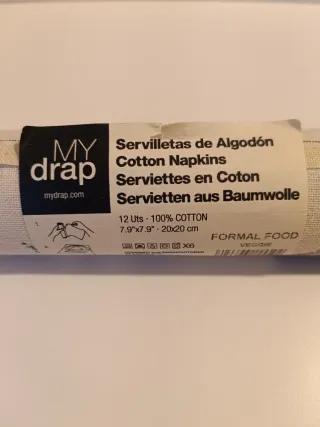 MY
drap
mydrap.com
Servilletas de Algodón
Cotton Napkins
Serviettes en Coton
Servietten aus Baumwolle
12 Uts - 100% COTTON
7.9"x7.9" - 20x20 cm
X6
FORMAL FOOD